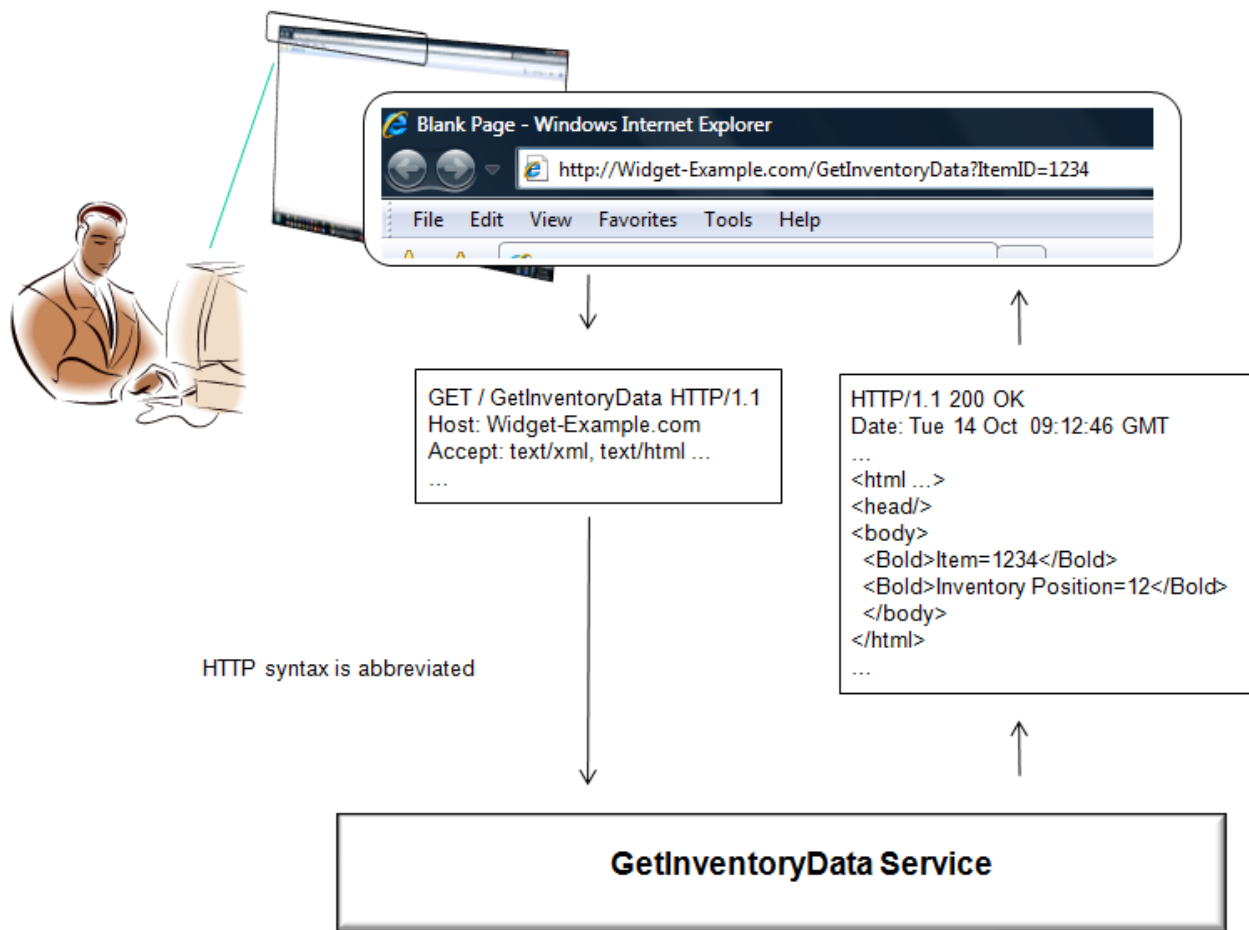 Blank Page - Windows Internet Explorer
http://Widget-Example.com/GetInventoryData?ItemID=1234
File Edit View Favorites Tools Help
GET / GetInventoryData HTTP/1.1
Host: Widget-Example.com
Accept: text/xml, text/html ...
...
HTTP/1.1 200 OK
Date: Tue 14 Oct 09:12:46 GMT
...
<html ...>
<head/>
<body>
<Bold>Item=1234</Bold>
<Bold>Inventory Position=12</Bold>
</body>
</html>
...
HTTP syntax is abbreviated
GetInventoryData Service